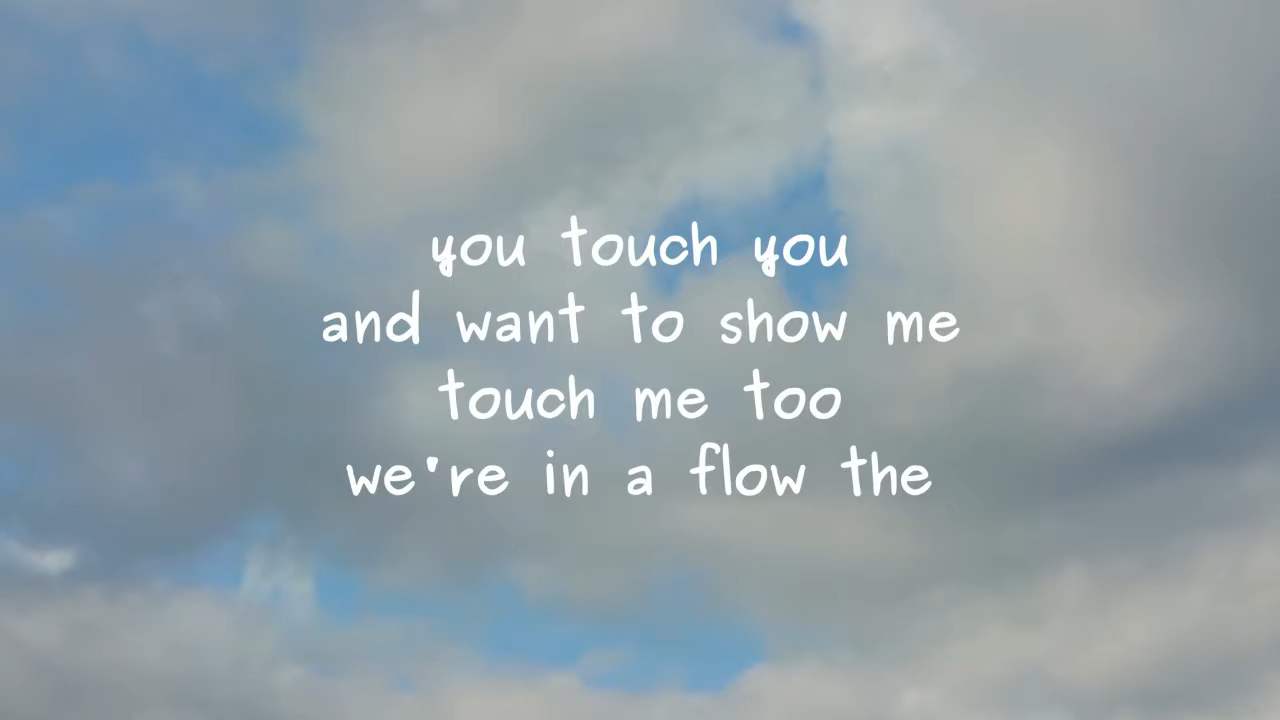 you touch you
and want to show me
touch me too
we're in a flow the